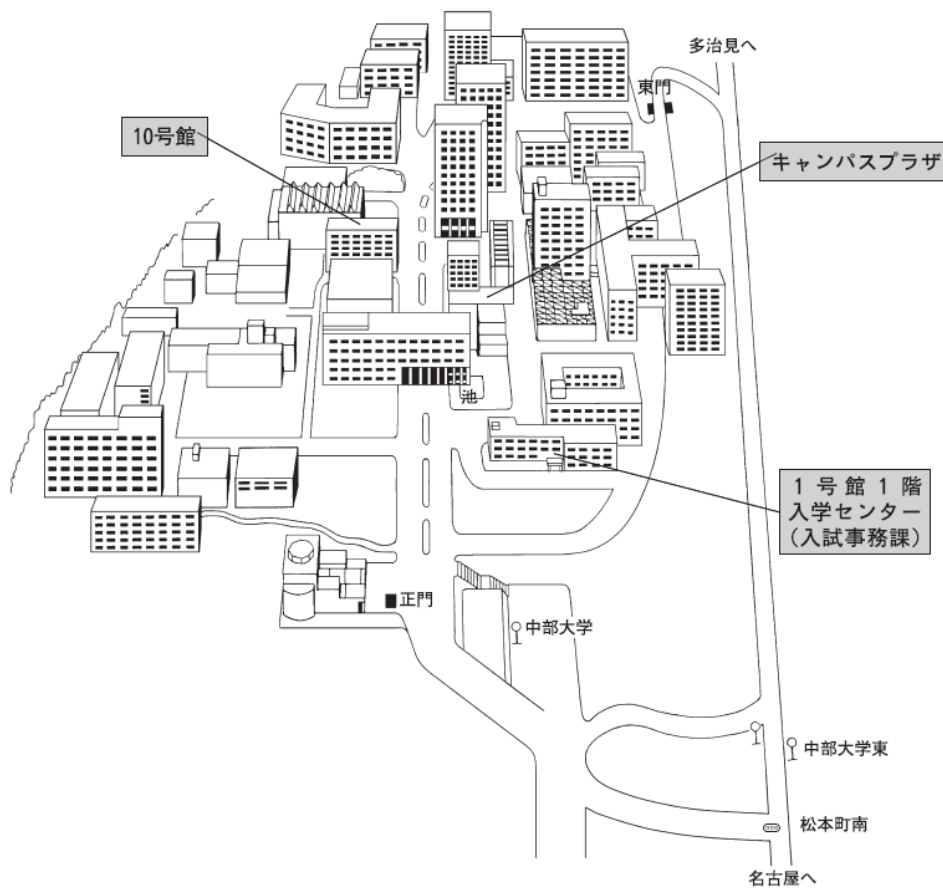 多治見へ
東門
10号館
キャンパスプラザ
池
1号館1階
入学センター
(入試事務課)
正門
中部大学
中部大学東
松本町南
名古屋へ